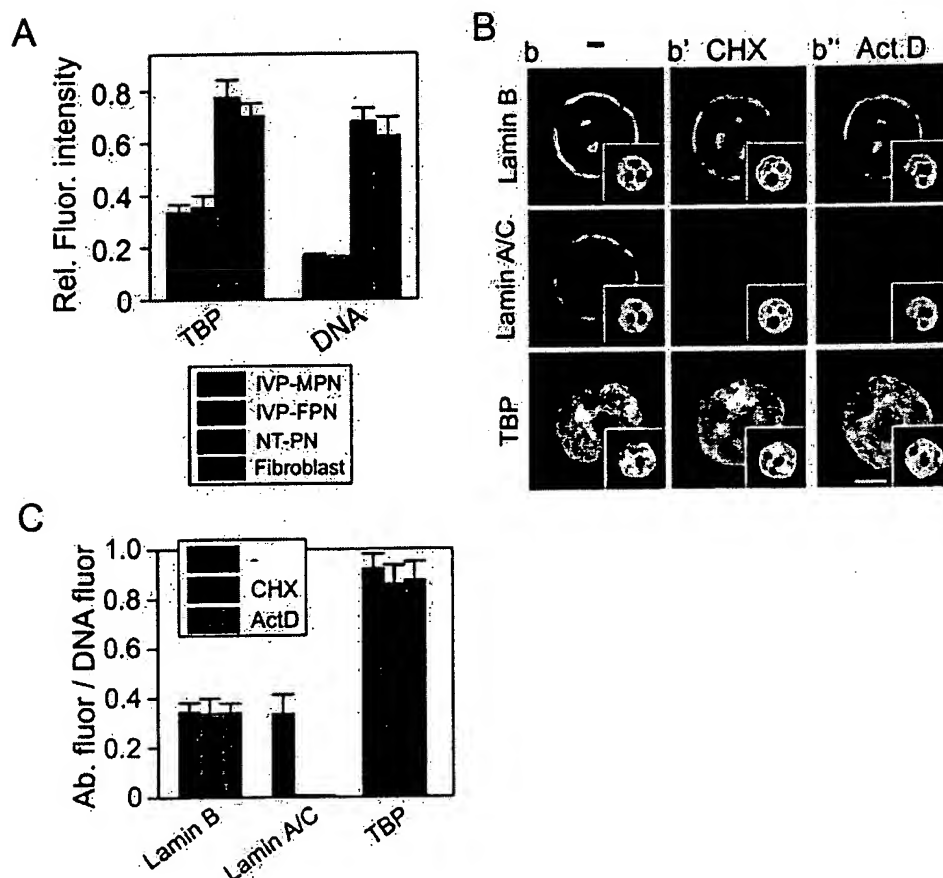 A
Rel. Fluor. intensity
0.8
0.6
0.4
0.2
0
TBP
DNA
IVP-MPN
IVP-FPN
NT-PN
Fibroblast
B
b - b' CHX b" Act.D
Lamin B
Lamin A/C
TBP
C
Ab. fluor / DNA fluor
1.0
0.8
0.6
0.4
0.2
0
-
CHX
ActD
Lamin B
Lamin A/C
TBP